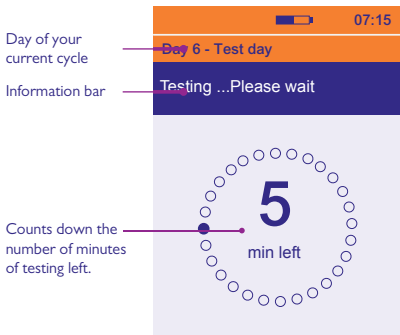 07:15
Day of your
current cycle
Day 6 - Test day
Information bar
Testing ...Please wait
5
min left
Counts down the
number of minutes
of testing left.